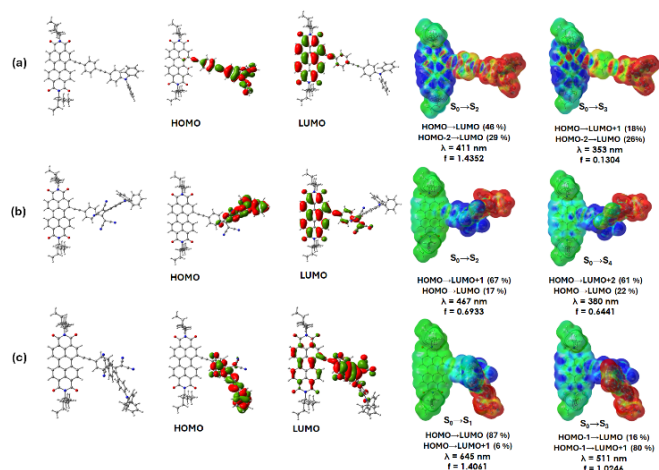 (a)
HOMO
LUMO
S0→S2
HOMO→LUMO (46 %)
HOMO-2→LUMO (29 %)
λ = 411 nm
f = 1.4352
S0→S3
HOMO→LUMO+1 (18%)
HOMO-2→LUMO (26%)
λ = 353 nm
f = 0.1304
(b)
HOMO
LUMO
S0→S2
HOMO→LUMO+1 (67 %)
HOMO→LUMO (17 %)
λ = 467 nm
f = 0.6933
S0→S4
HOMO→LUMO+2 (61 %)
HOMO→LUMO (22 %)
λ = 380 nm
f = 0.6441
(c)
HOMO
LUMO
S0→S1
HOMO→LUMO (87 %)
HOMO→LUMO+1 (6 %)
λ = 645 nm
f = 1.4061
S0→S3
HOMO-1→LUMO (16 %)
HOMO-1→LUMO+1 (80 %)
λ = 511 nm
f = 1.0246